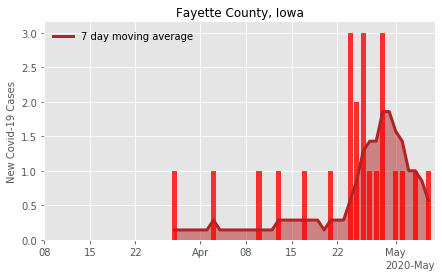 Fayette County, Iowa
7 day moving average
New Covid-19 Cases
3.0
2.5
2.0
1.5
1.0
0.5
0.0
08 15 22 Apr 08 15 22 May
2020-May